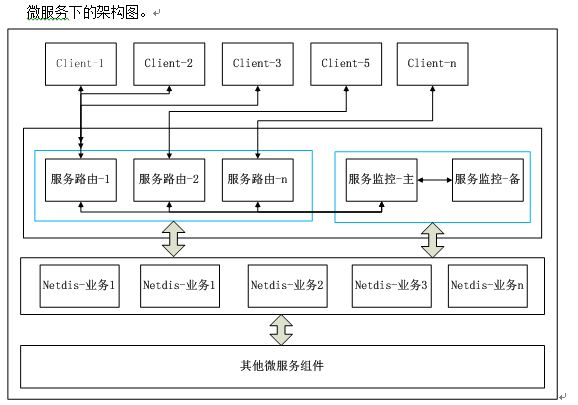 微服务下的架构图。
Client-1 Client-2 Client-3 Client-5 Client-n
服务路由-1 服务路由-2 服务路由-n 服务监控-主 服务监控-备
Netdis-业务1 Netdis-业务1 Netdis-业务2 Netdis-业务3 Netdis-业务n
其他微服务组件